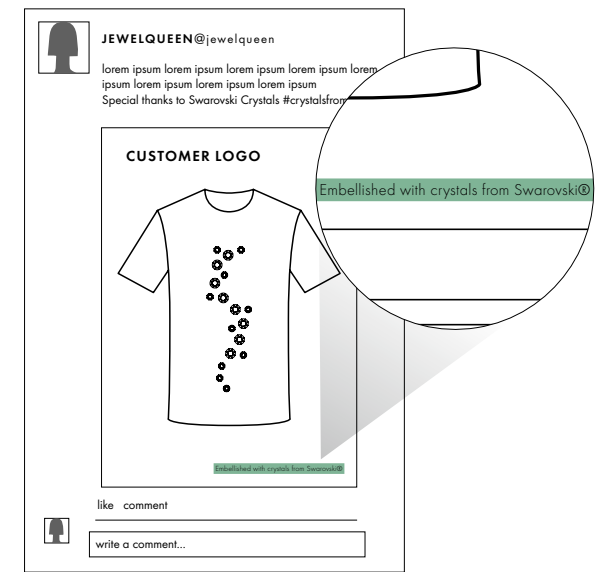 JEWELQUEEN@jewelqueen
lorem ipsum lorem ipsum lorem ipsum lorem ipsum lorem
ipsum lorem ipsum lorem ipsum lorem ipsum
Special thanks to Swarovski Crystals #crystalsfrom
CUSTOMER LOGO
Embellished with crystals from Swarovski®
Embellished with crystals from Swarovski®
like comment
write a comment...